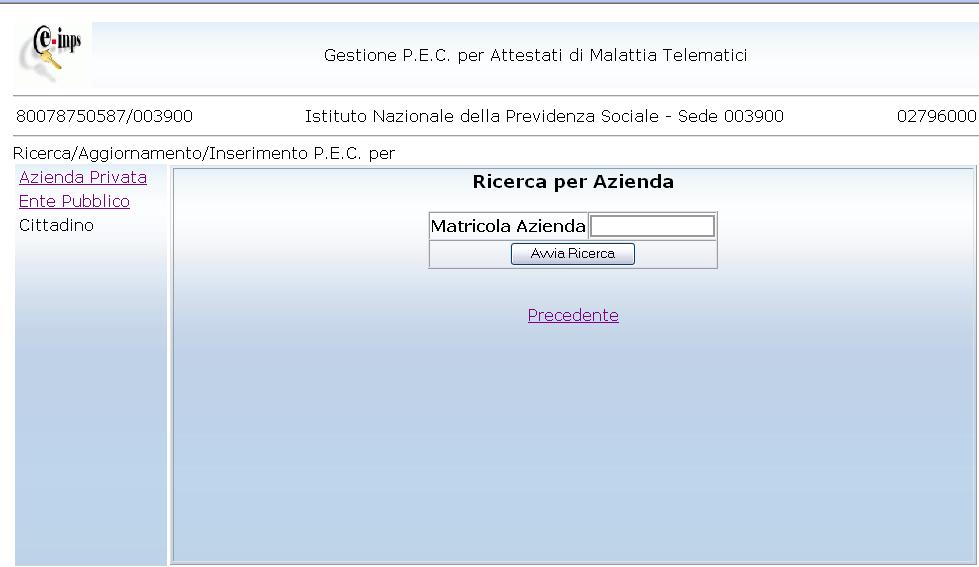 e-inps
Gestione P.E.C. per Attestati di Malattia Telematici
80078750587/003900 Istituto Nazionale della Previdenza Sociale - Sede 003900 02796000
Ricerca/Aggiornamento/Inserimento P.E.C. per
Azienda Privata
Ente Pubblico
Cittadino
Ricerca per Azienda
Matricola Azienda
Avvia Ricerca
Precedente